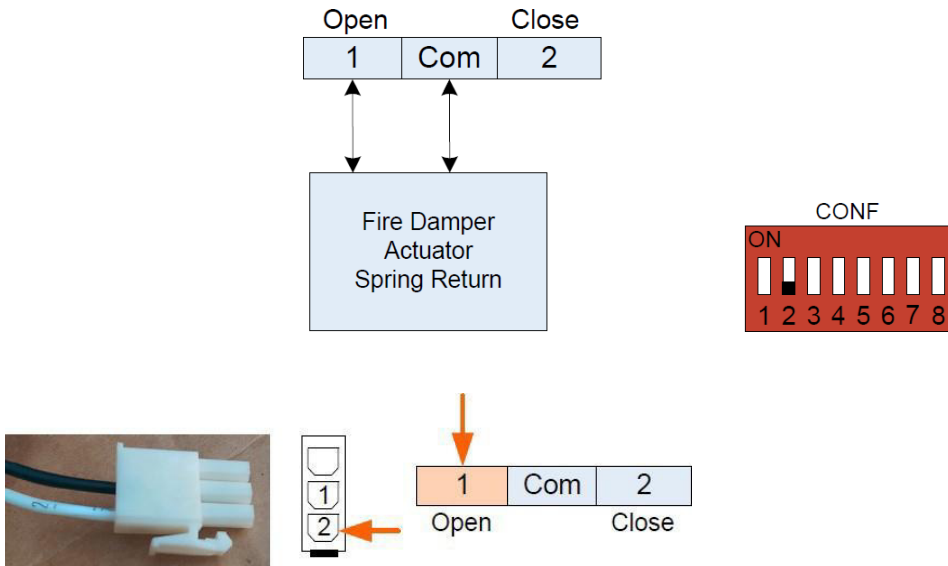 Open Close
1 Com 2
Fire Damper
Actuator
Spring Return
CONF
ON
1 2 3 4 5 6 7 8
2
1
2
1 Com 2
Open Close